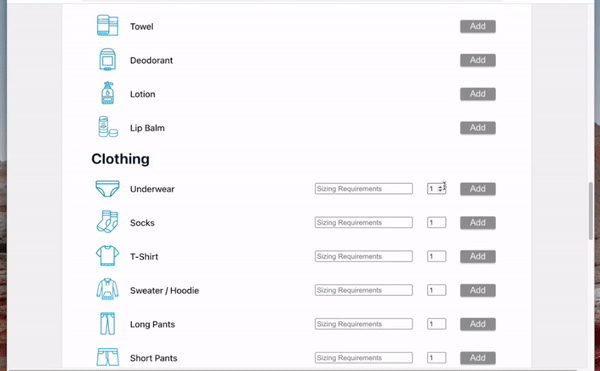 Towel Add
Deodorant Add
Lotion Add
Lip Balm Add
Clothing
Underwear Sizing Requirements 1 Add
Socks Sizing Requirements 1 Add
T-Shirt Sizing Requirements 1 Add
Sweater / Hoodie Sizing Requirements 1 Add
Long Pants Sizing Requirements 1 Add
Short Pants Sizing Requirements 1 Add